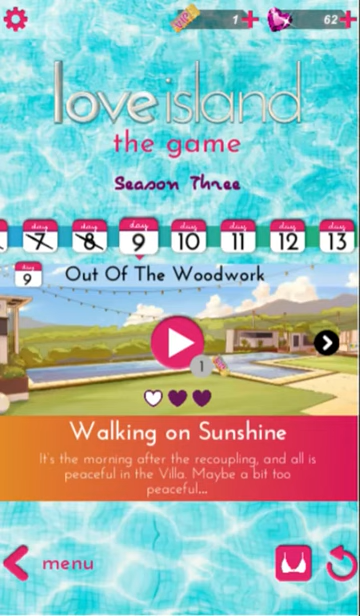 VIP
1
62
love island
the game
Season Three
day day day day day day day
7 8 9 10 11 12 13
day
9
Out Of The Woodwork
1
Walking on Sunshine
It's the morning after the recoupling, and all is
peaceful in the Villa. Maybe a bit too
peaceful...
menu